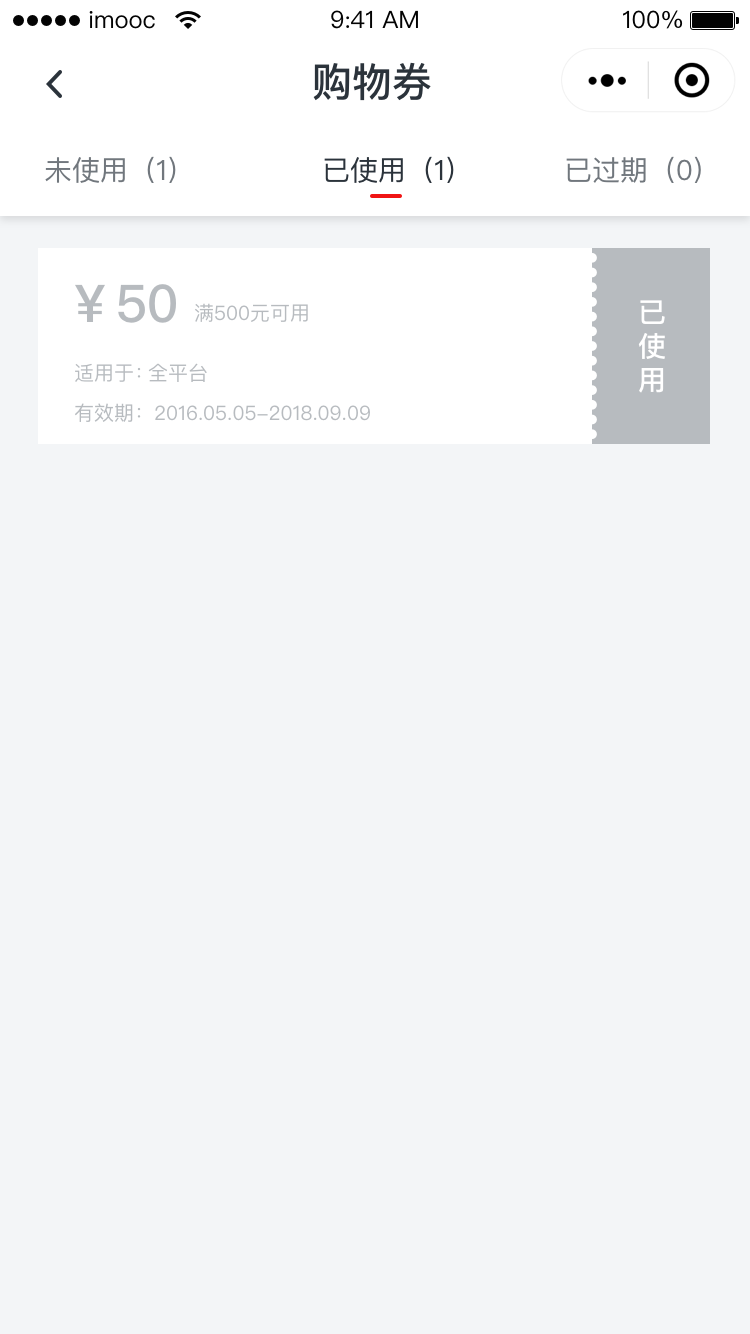 imooc 9:41 AM 100%
购物券
未使用（1） 已使用（1） 已过期（0）
¥ 50 满500元可用
适用于：全平台
有效期：2016.05.05-2018.09.09
已使用